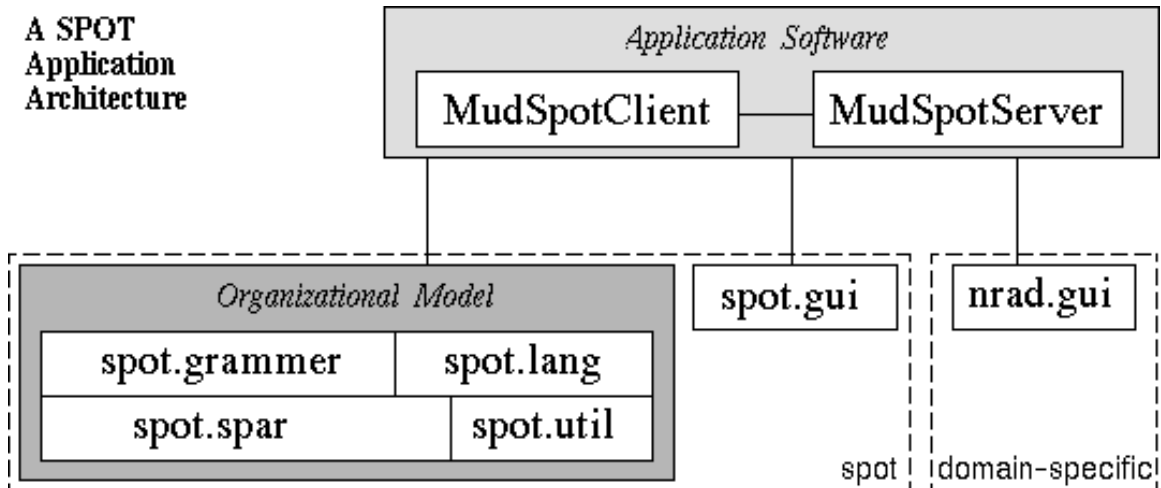 A SPOT
Application
Architecture
Application Software
MudSpotClient
MudSpotServer
Organizational Model
spot.gui
nrad.gui
spot.grammer
spot.lang
spot.spar
spot.util
spot
domain-specific